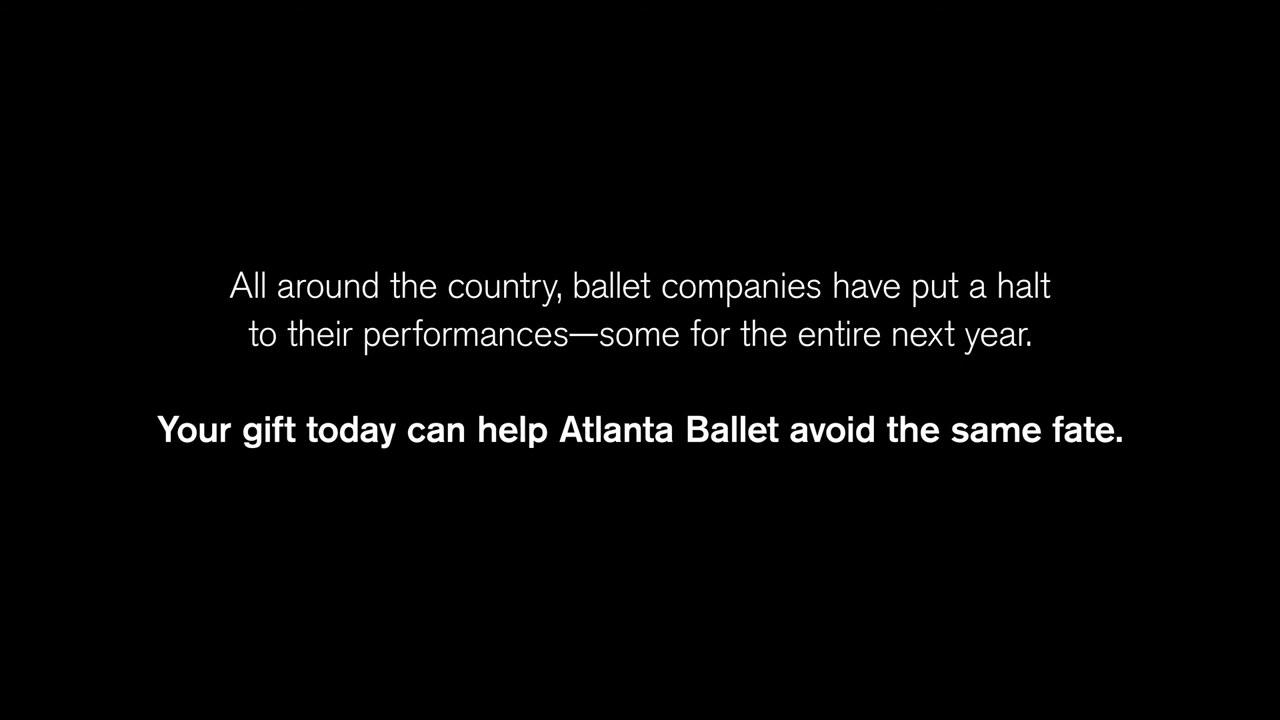 All around the country, ballet companies have put a halt
to their performances—some for the entire next year.
Your gift today can help Atlanta Ballet avoid the same fate.